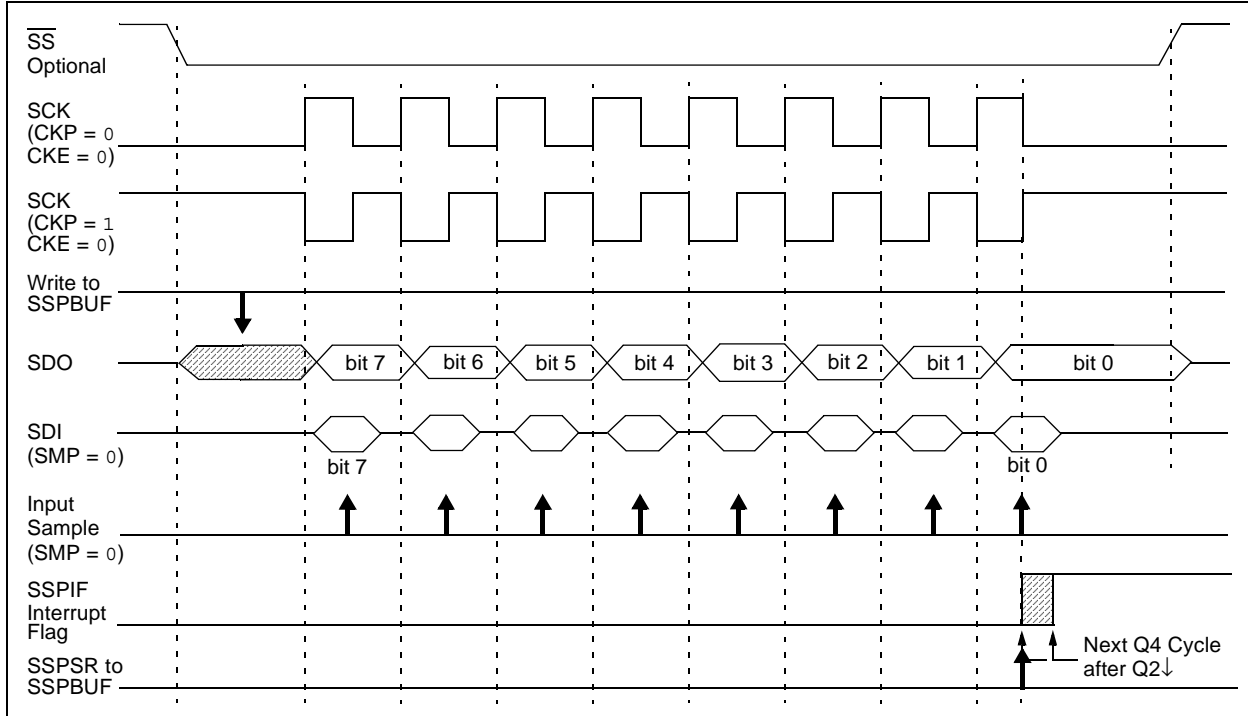 SS
Optional
SCK
(CKP = 0
CKE = 0)
SCK
(CKP = 1
CKE = 0)
Write to
SSPBUF
SDO
bit 7
bit 6
bit 5
bit 4
bit 3
bit 2
bit 1
bit 0
SDI
(SMP = 0)
bit 7
bit 0
Input
Sample
(SMP = 0)
SSPIF
Interrupt
Flag
Next Q4 Cycle
after Q2↓
SSPSR to
SSPBUF